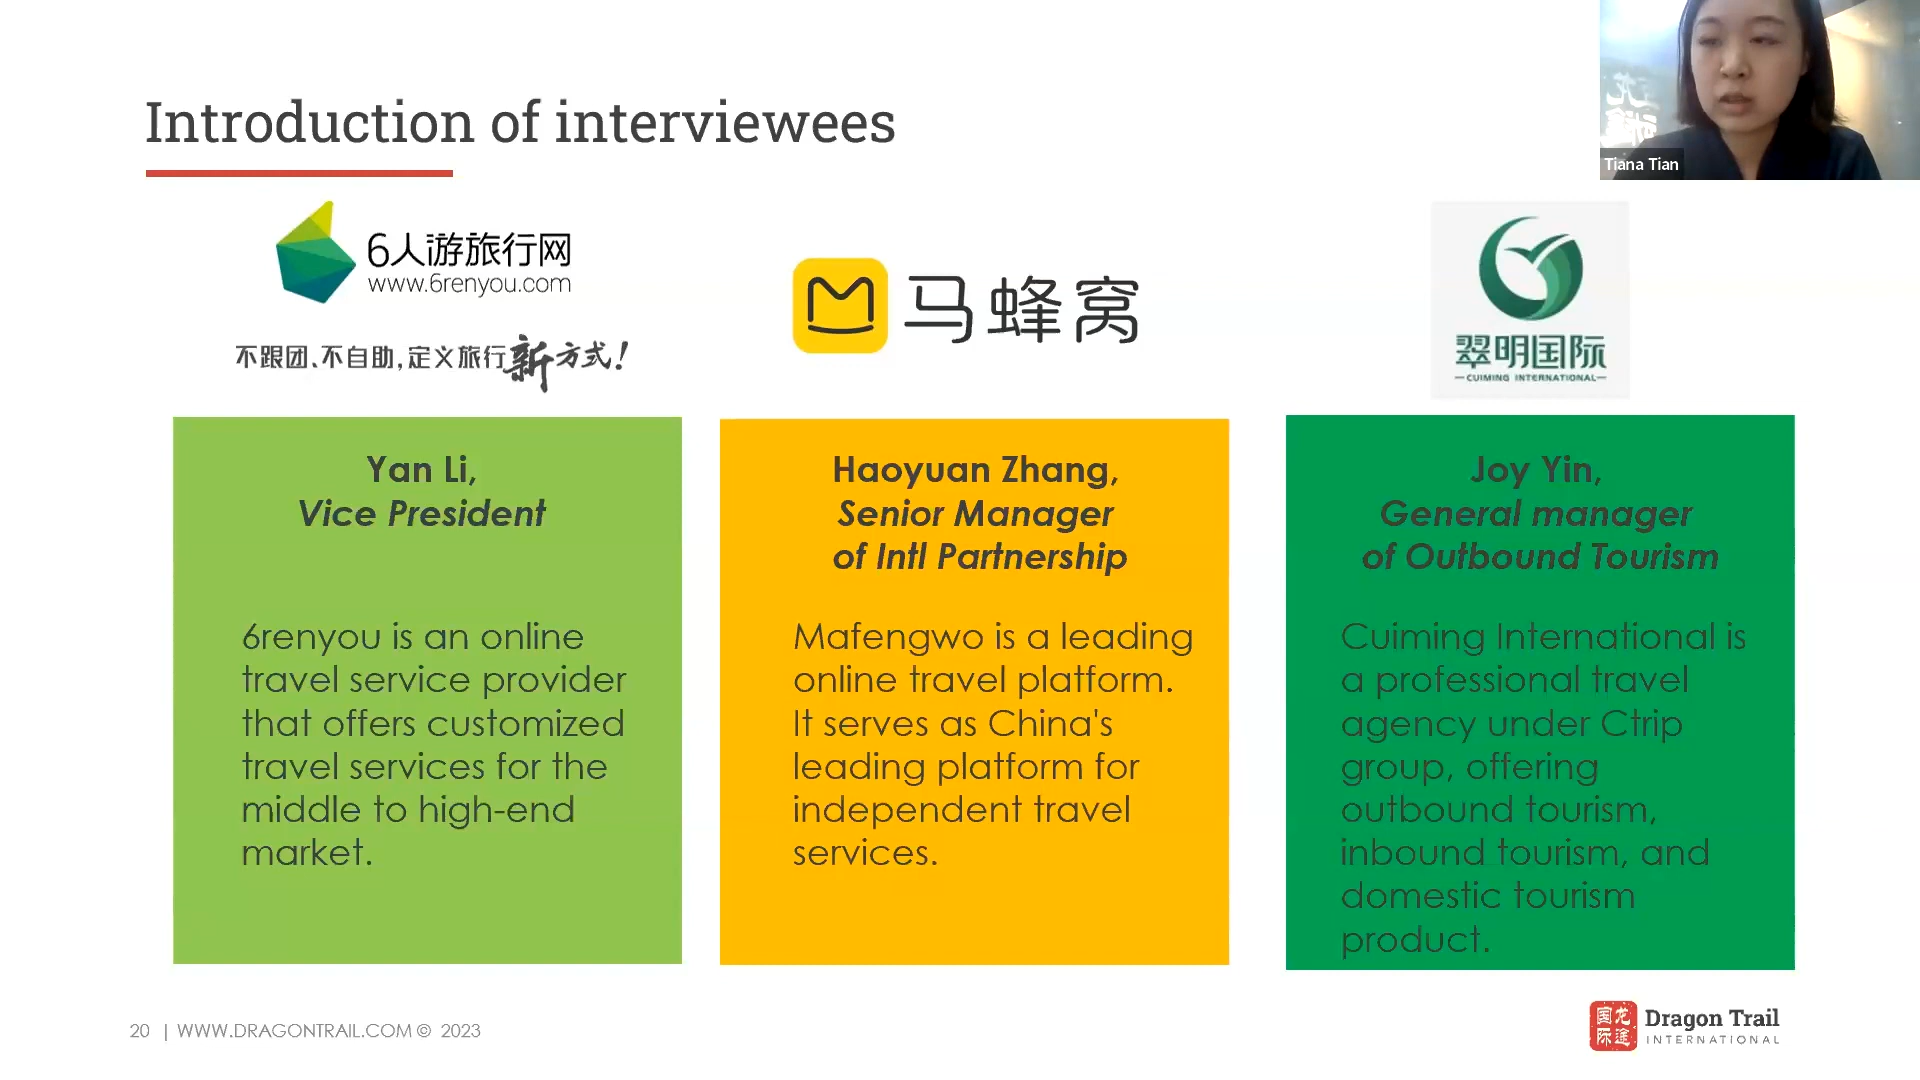 Introduction of interviewees
Tiana Tian
6人游旅行网
www.6renyou.com
不跟团、不自助,定义旅行新方式!
马蜂窝
翠明国际
CUIMING INTERNATIONAL
Yan Li,
Vice President
6renyou is an online
travel service provider
that offers customized
travel services for the
middle to high-end
market.
Haoyuan Zhang,
Senior Manager
of Intl Partnership
Mafengwo is a leading
online travel platform.
It serves as China's
leading platform for
independent travel
services.
Joy Yin,
General manager
of Outbound Tourism
Cuiming International is
a professional travel
agency under Ctrip
group, offering
outbound tourism,
inbound tourism, and
domestic tourism
product.
20 | WWW.DRAGONTRAIL.COM © 2023
龙途国际
Dragon Trail
INTERNATIONAL